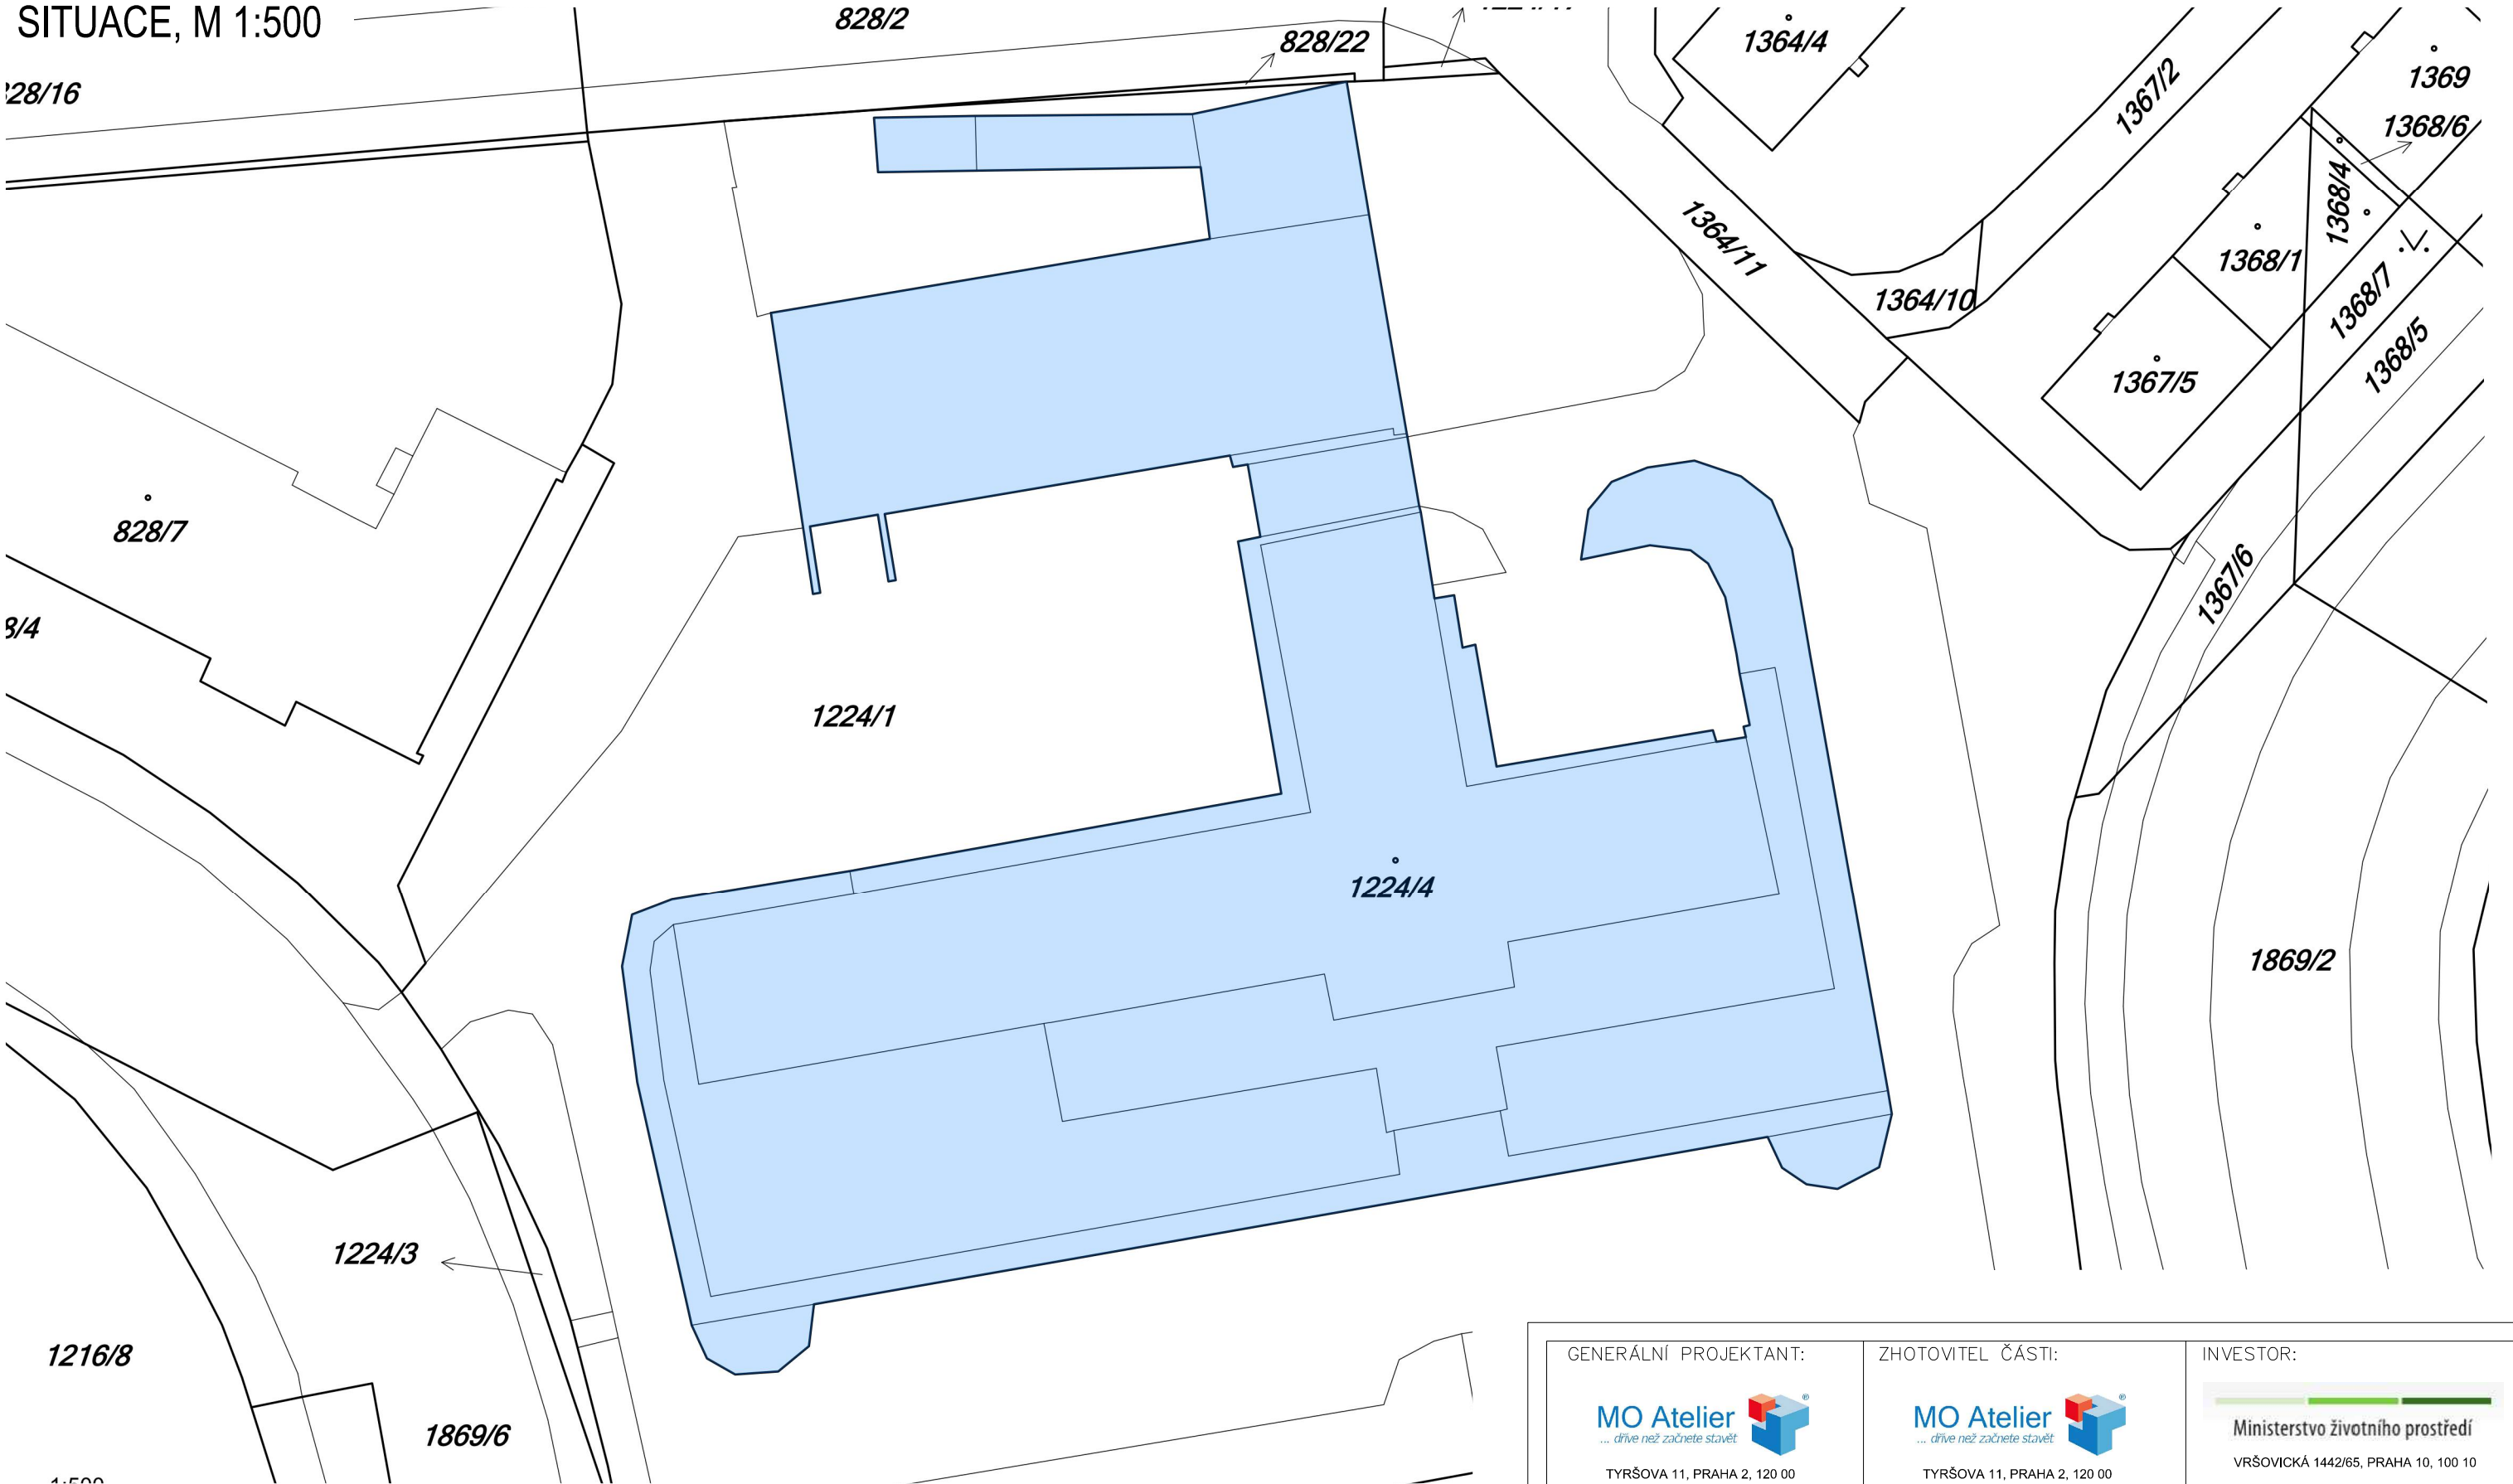 SITUACE, M 1:500
828/2
828/22
1364/4
1369
1367/2
1368/6
828/16
1368/4
1364/11
1368/1
1368/7
1364/10
1368/5
1367/5
828/7
1367/6
8/4
1224/1
1224/4
1869/2
1224/3
1216/8
1869/6
GENERÁLNÍ PROJEKTANT:
MO Atelier ®
... dříve než začnete stavět
TYRŠOVA 11, PRAHA 2, 120 00
ZHOTOVITEL ČÁSTI:
MO Atelier ®
... dříve než začnete stavět
TYRŠOVA 11, PRAHA 2, 120 00
INVESTOR:
Ministerstvo životního prostředí
VRŠOVICKÁ 1442/65, PRAHA 10, 100 10
1:500